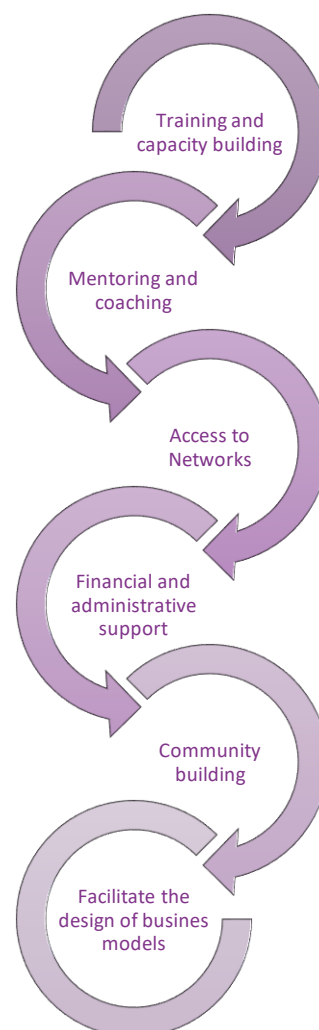 Training and
capacity building
Mentoring and
coaching
Access to
Networks
Financial and
administrative
support
Community
building
Facilitate the
design of busines
models